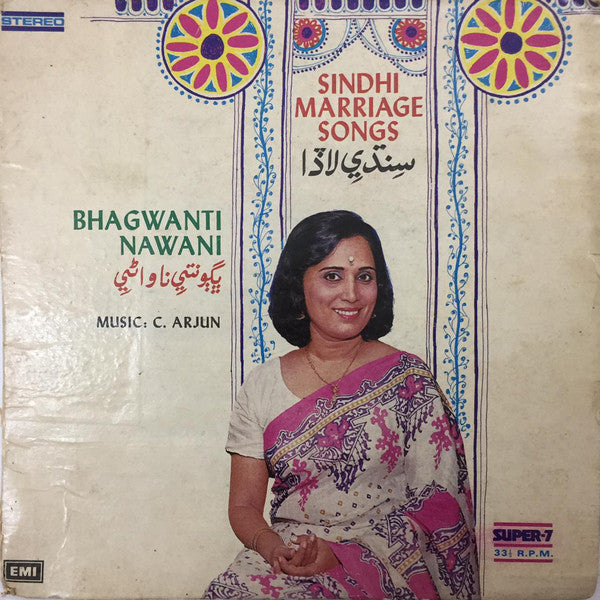 STEREO
SINDHI
MARRIAGE
SONGS
سنڌي لاڏا
BHAGWANTI
NAWANI
ڀڳونتي ناواڻي
MUSIC: C. ARJUN
SUPER-7
33⅓ R.P.M.
EMI